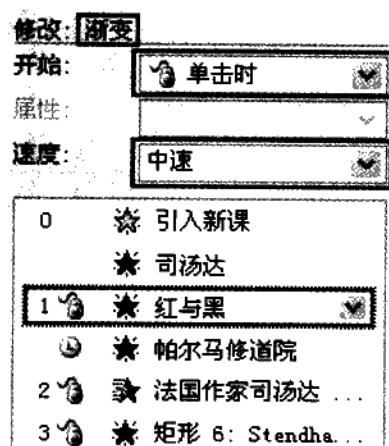 修改: 渐变
开始: 单击时
属性:
速度: 中速
0 引入新课
司汤达
1 红与黑
帕尔马修道院
2 法国作家司汤达 ...
3 矩形 6: Stendha...